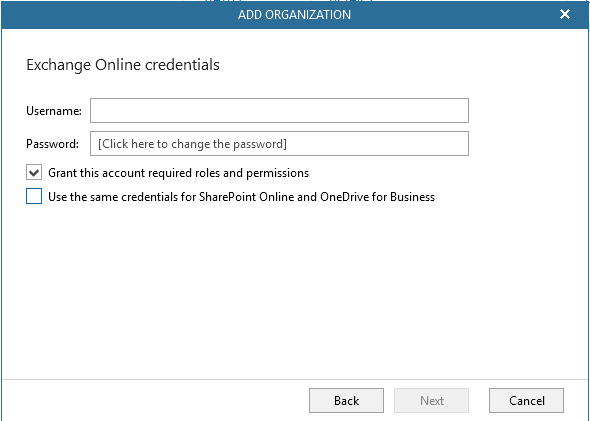 ADD ORGANIZATION
Exchange Online credentials
Username:
Password: [Click here to change the password]
Grant this account required roles and permissions
Use the same credentials for SharePoint Online and OneDrive for Business
Back Next Cancel